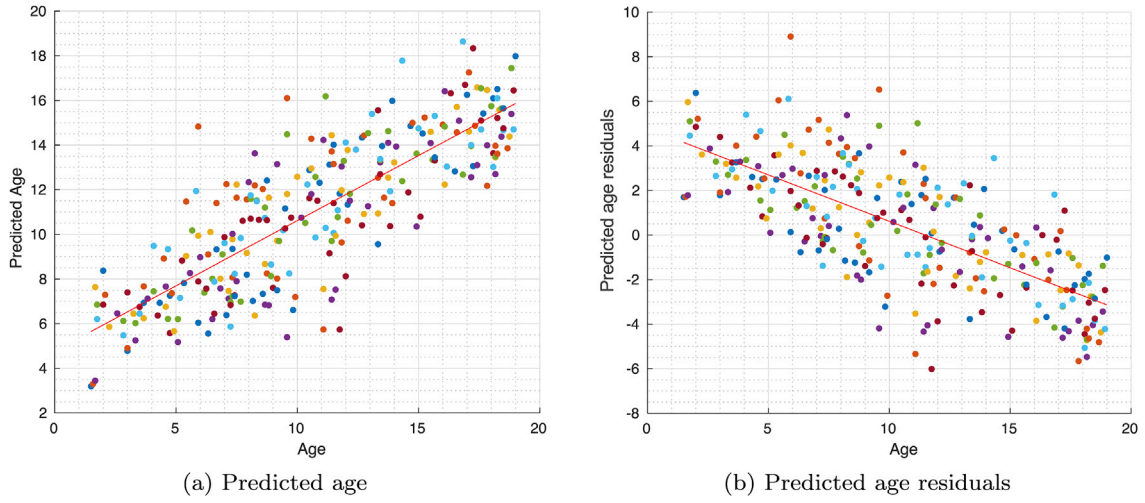 20
18
16
14
12
10
8
6
4
2
Predicted Age
0 5 10 15 20
Age
(a) Predicted age
10
8
6
4
2
0
-2
-4
-6
-8
Predicted age residuals
0 5 10 15 20
Age
(b) Predicted age residuals